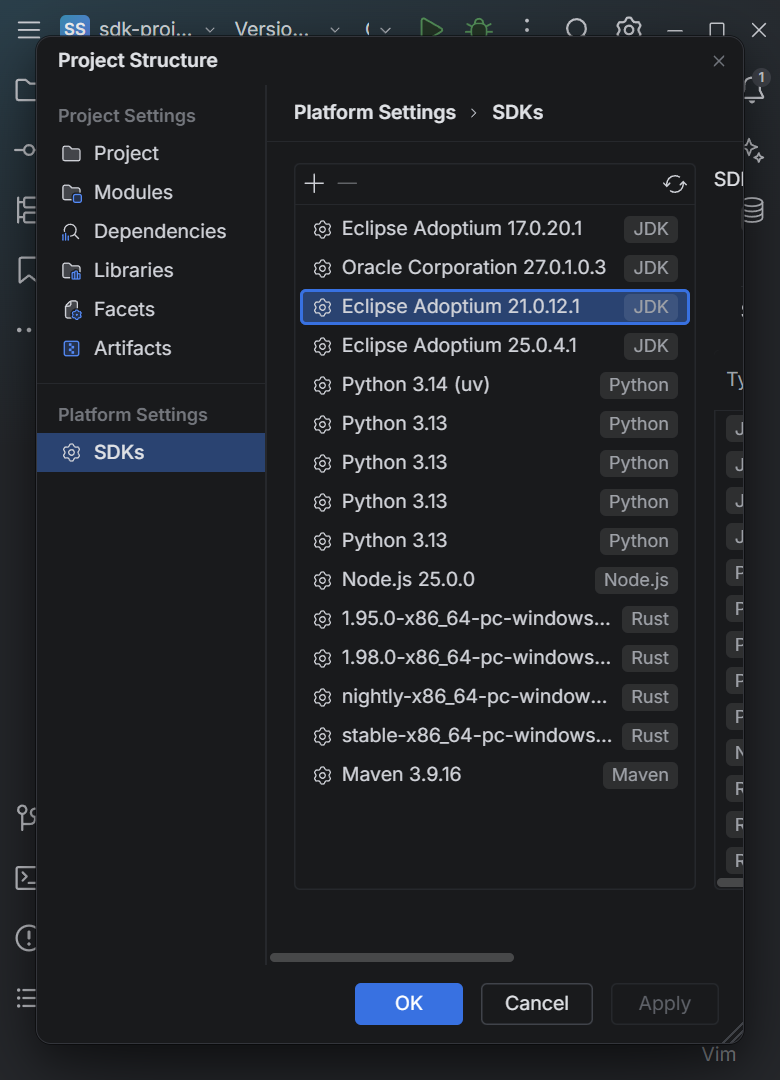 SS sdk-proj... Versio...
Project Structure
1
Project Settings
Project
Modules
Dependencies
Libraries
Facets
Artifacts
Platform Settings
SDKs
Platform Settings › SDKs
Eclipse Adoptium 17.0.20.1 JDK
Oracle Corporation 27.0.1.0.3 JDK
Eclipse Adoptium 21.0.12.1 JDK
Eclipse Adoptium 25.0.4.1 JDK
Python 3.14 (uv) Python
Python 3.13 Python
Python 3.13 Python
Python 3.13 Python
Python 3.13 Python
Node.js 25.0.0 Node.js
1.95.0-x86_64-pc-windows... Rust
1.98.0-x86_64-pc-windows... Rust
nightly-x86_64-pc-window... Rust
stable-x86_64-pc-windows... Rust
Maven 3.9.16 Maven
OK
Cancel
Apply
Vim